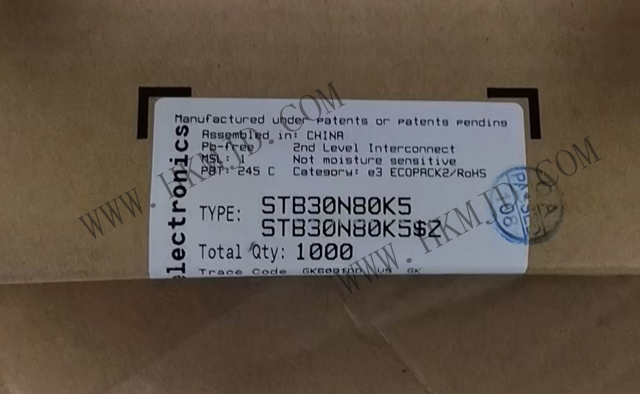 Manufactured under Patents or patents pending
Assembled in: CHINA
Pb-free 2nd Level Interconnect
MSL: 1 Not moisture sensitive
PBT: 245 C Category: e3 ECOPACK2/RoHS
TYPE: STB30N80K5
STB30N80K5$Z
Total Qty: 1000
Trace Code
electronics
WWW.HKMJD.COM
WWW.HKMJD.COM